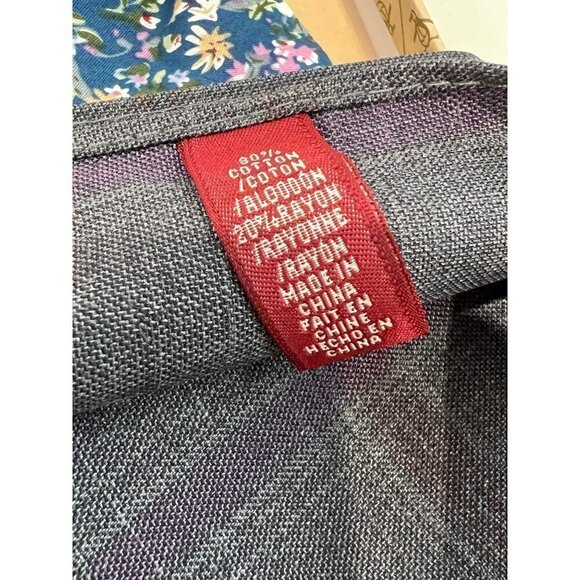 80%
COTTON
/COTON
/ALGODON
20%RAYON
/RAYONNE
/RAYON
MADE IN
CHINA
FAIT EN
CHINE
HECHO EN
CHINA